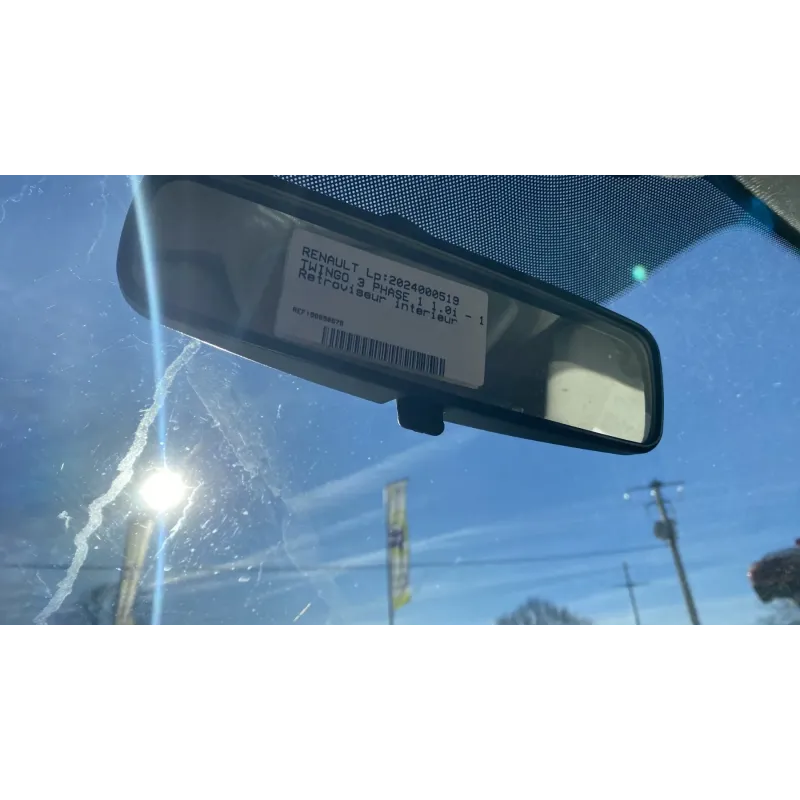 RENAULT Lp:2024000519
TWINGO 3 PHASE 1 1.0i - 1
Retroviseur interieur